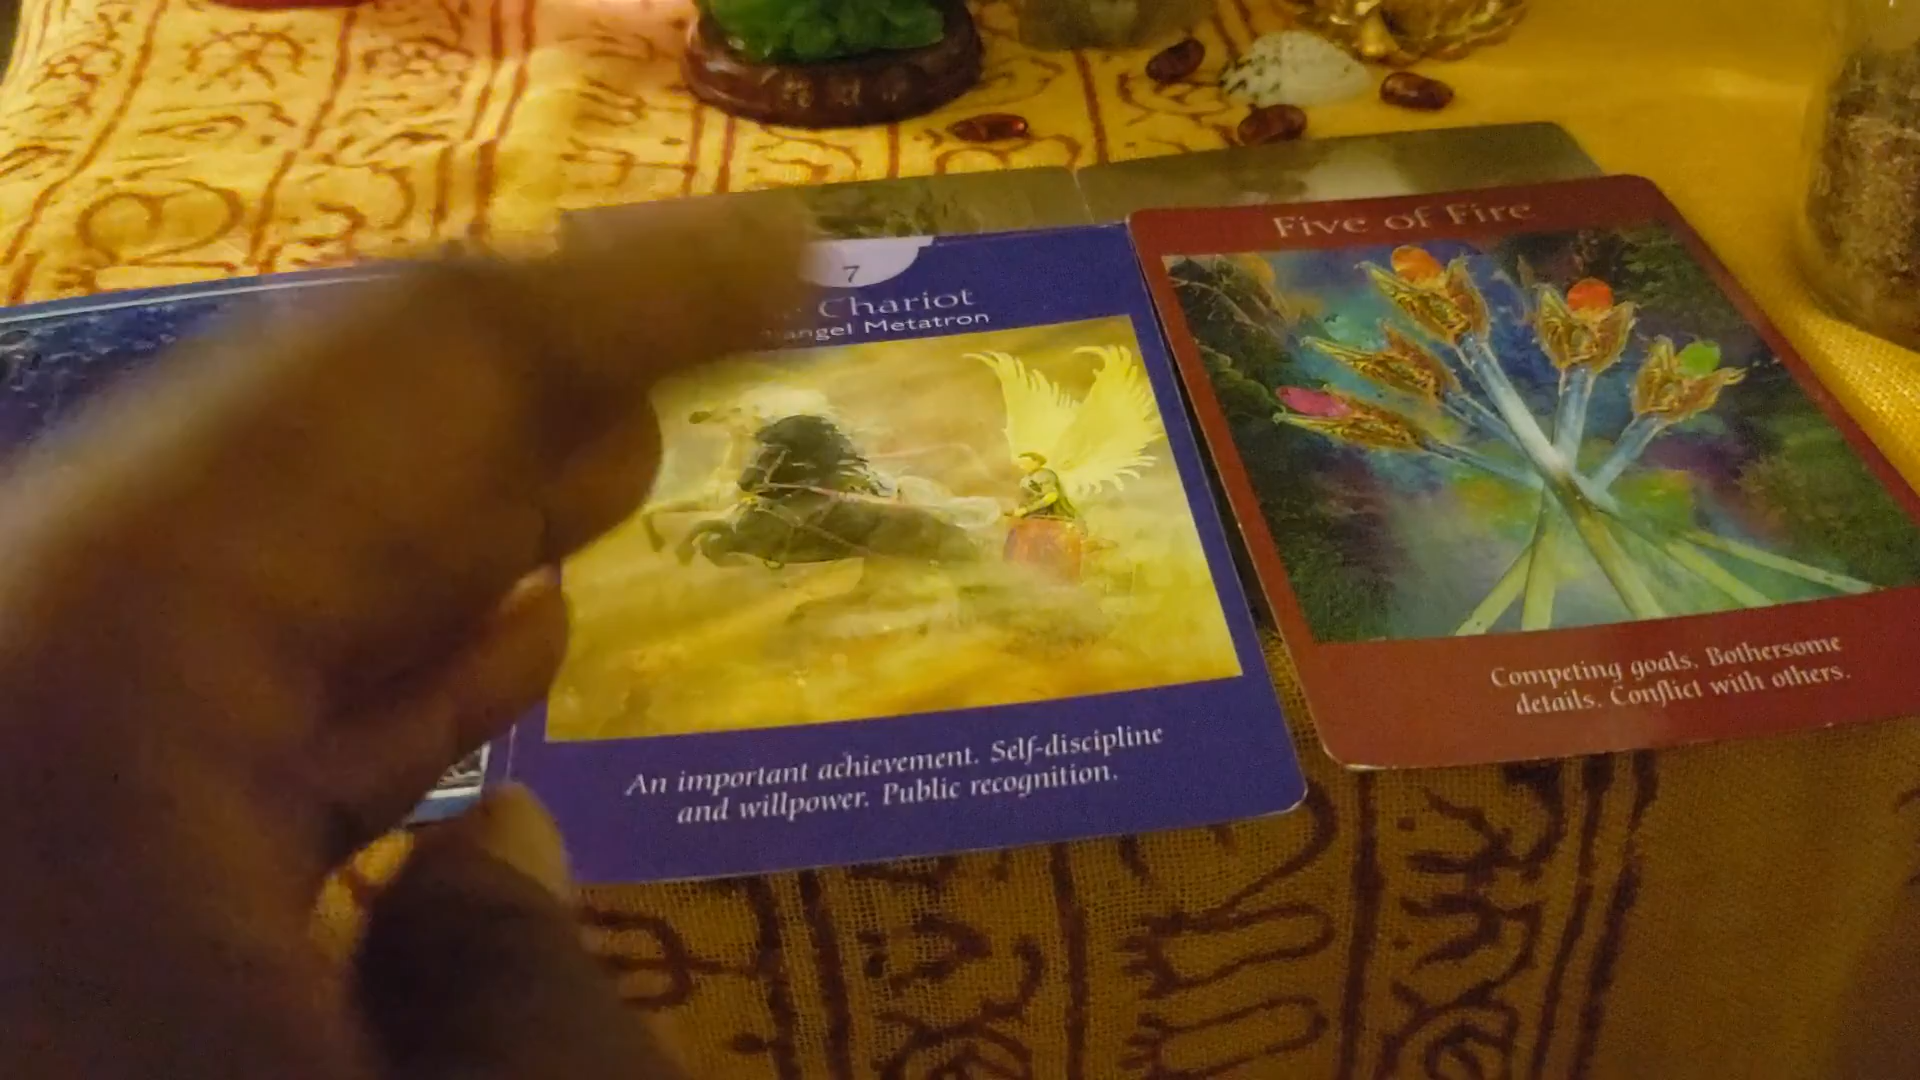 7
Chariot
angel Metatron
An important achievement. Self-discipline
and willpower. Public recognition.
Five of Fire
Competing goals. Bothersome
details. Conflict with others.